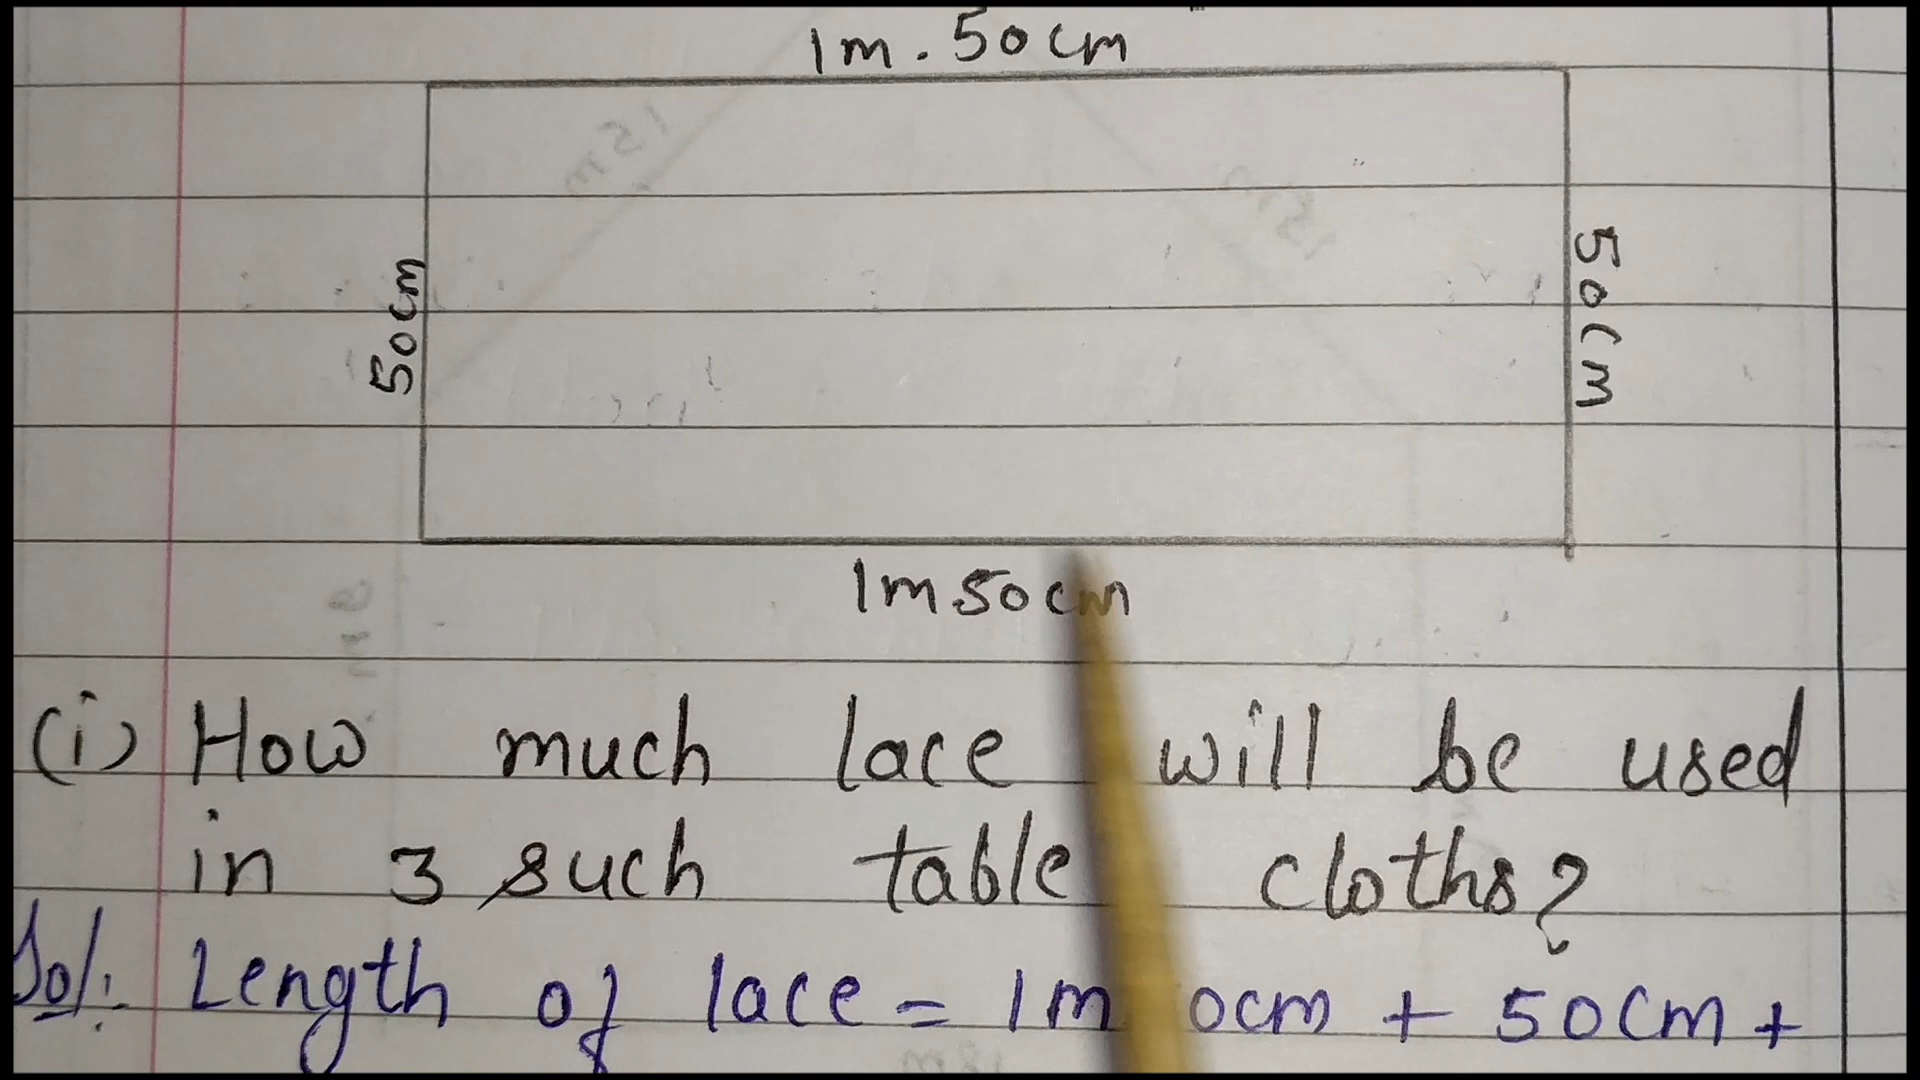 1m. 50cm
50cm
50cm
1m50cm
(i) How much lace will be used
in 3 such table cloths?
Sol: Length of lace = 1m 0cm + 50cm +